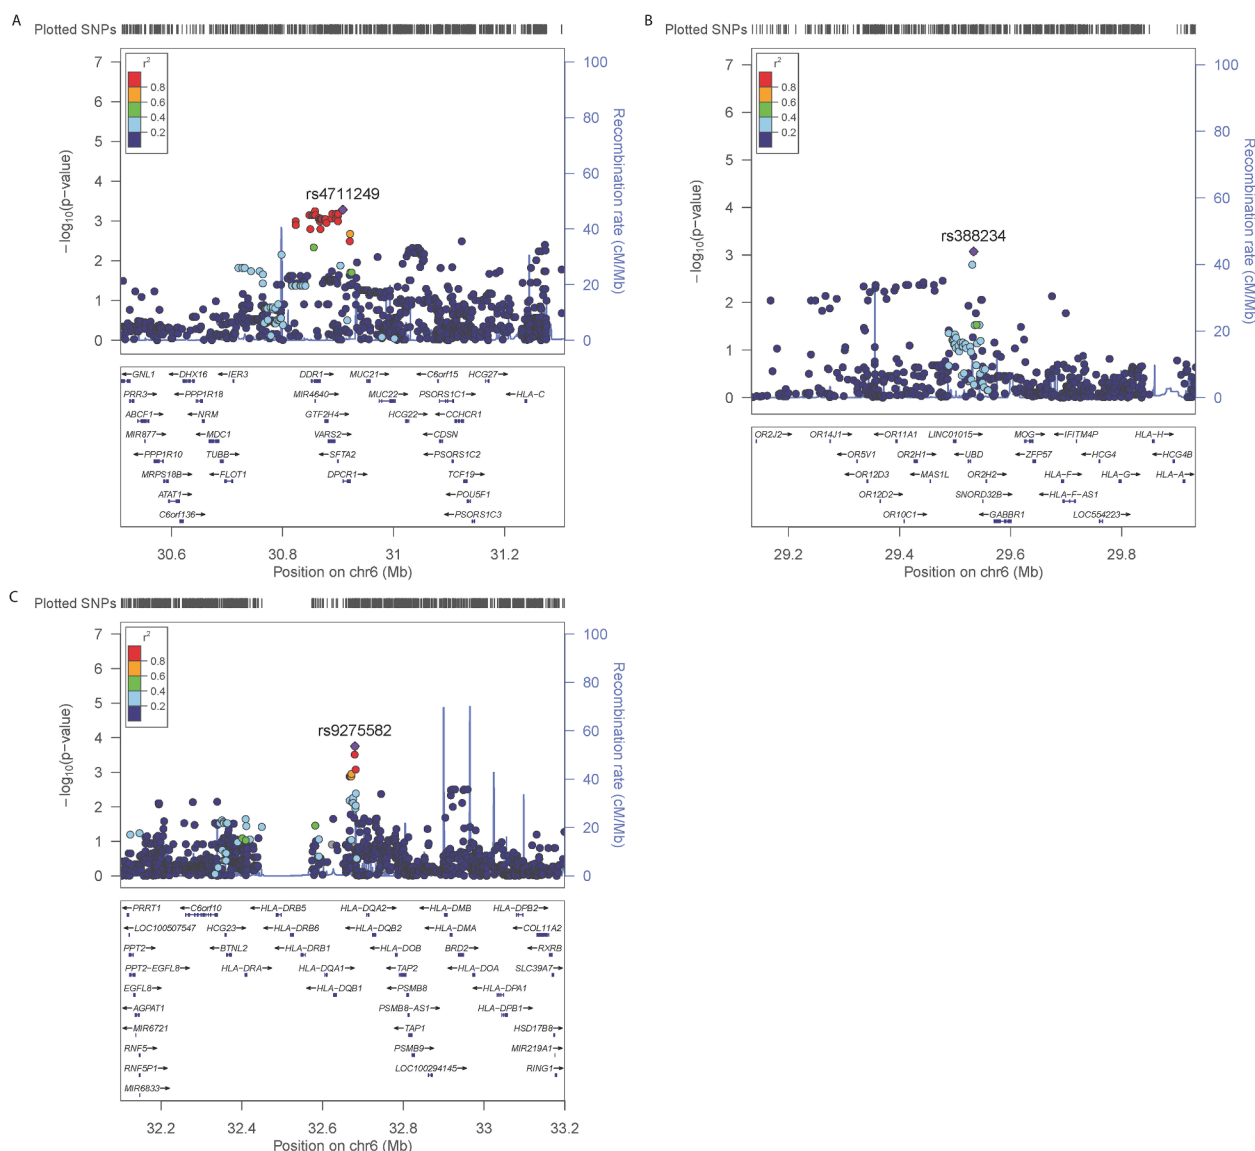 A
Plotted SNPs
r²
0.8
0.6
0.4
0.2
rs4711249
7
6
5
4
3
2
1
0
−log10(p−value)
100
80
60
40
20
0
Recombination rate (cM/Mb)
←GNL1 DHX16→ ←IER3 DDR1→ MUC21→ ←C6orf15 HCG27→
PRR3→ ←PPP1R18 MIR4640→ MUC22→ PSORS1C1→ ←HLA−C
ABCF1→ ←NRM GTF2H4→ HCG22→ ←CCHCR1
MIR877→ ←MDC1 VARS2→ ←CDSN
←PPP1R10 TUBB→ ←SFTA2 ←PSORS1C2
MRPS18B→ ←FLOT1 DPCR1→ ←TCF19→
ATAT1→ ←POU5F1
C6orf136→ ←PSORS1C3
30.6 30.8 31 31.2
Position on chr6 (Mb)
B
Plotted SNPs
r²
0.8
0.6
0.4
0.2
rs388234
7
6
5
4
3
2
1
0
−log10(p−value)
100
80
60
40
20
0
Recombination rate (cM/Mb)
OR2J2→ OR14J1→ ←OR11A1 LINC01015→ MOG→ ←IFITM4P HLA−H→
←OR5V1 OR2H1→ ←UBD ←ZFP57 HCG4→ ←HCG4B
←OR12D3 ←MAS1L OR2H2→ HLA−F→ HLA−G→ HLA−A→
OR12D2→ SNORD32B→ ←HLA−F−AS1
OR10C1→ ←GABBR1 LOC554223→
29.2 29.4 29.6 29.8
Position on chr6 (Mb)
C
Plotted SNPs
r²
0.8
0.6
0.4
0.2
rs9275582
7
6
5
4
3
2
1
0
−log10(p−value)
100
80
60
40
20
0
Recombination rate (cM/Mb)
←PRRT1 ←C6orf10 ←HLA−DRB5 HLA−DQA2→ ←HLA−DMB HLA−DPB2→
←LOC100507547 HCG23→ ←HLA−DRB6 ←HLA−DQB2 ←HLA−DMA ←COL11A2
PPT2→ ←BTNL2 ←HLA−DRB1 ←HLA−DOB BRD2→ ←RXRB
PPT2−EGFL8→ HLA−DRA→ HLA−DQA1→ ←TAP2 ←HLA−DOA SLC39A7→
EGFL8→ ←HLA−DQB1 ←PSMB8 ←HLA−DPA1
←AGPAT1 PSMB8−AS1→ HLA−DPB1→
←MIR6721 ←TAP1 HSD17B8→
RNF5→ PSMB9→ MIR219A1→
RNF5P1→ LOC100294145→ RING1→
MIR6833→
32.2 32.4 32.6 32.8 33 33.2
Position on chr6 (Mb)